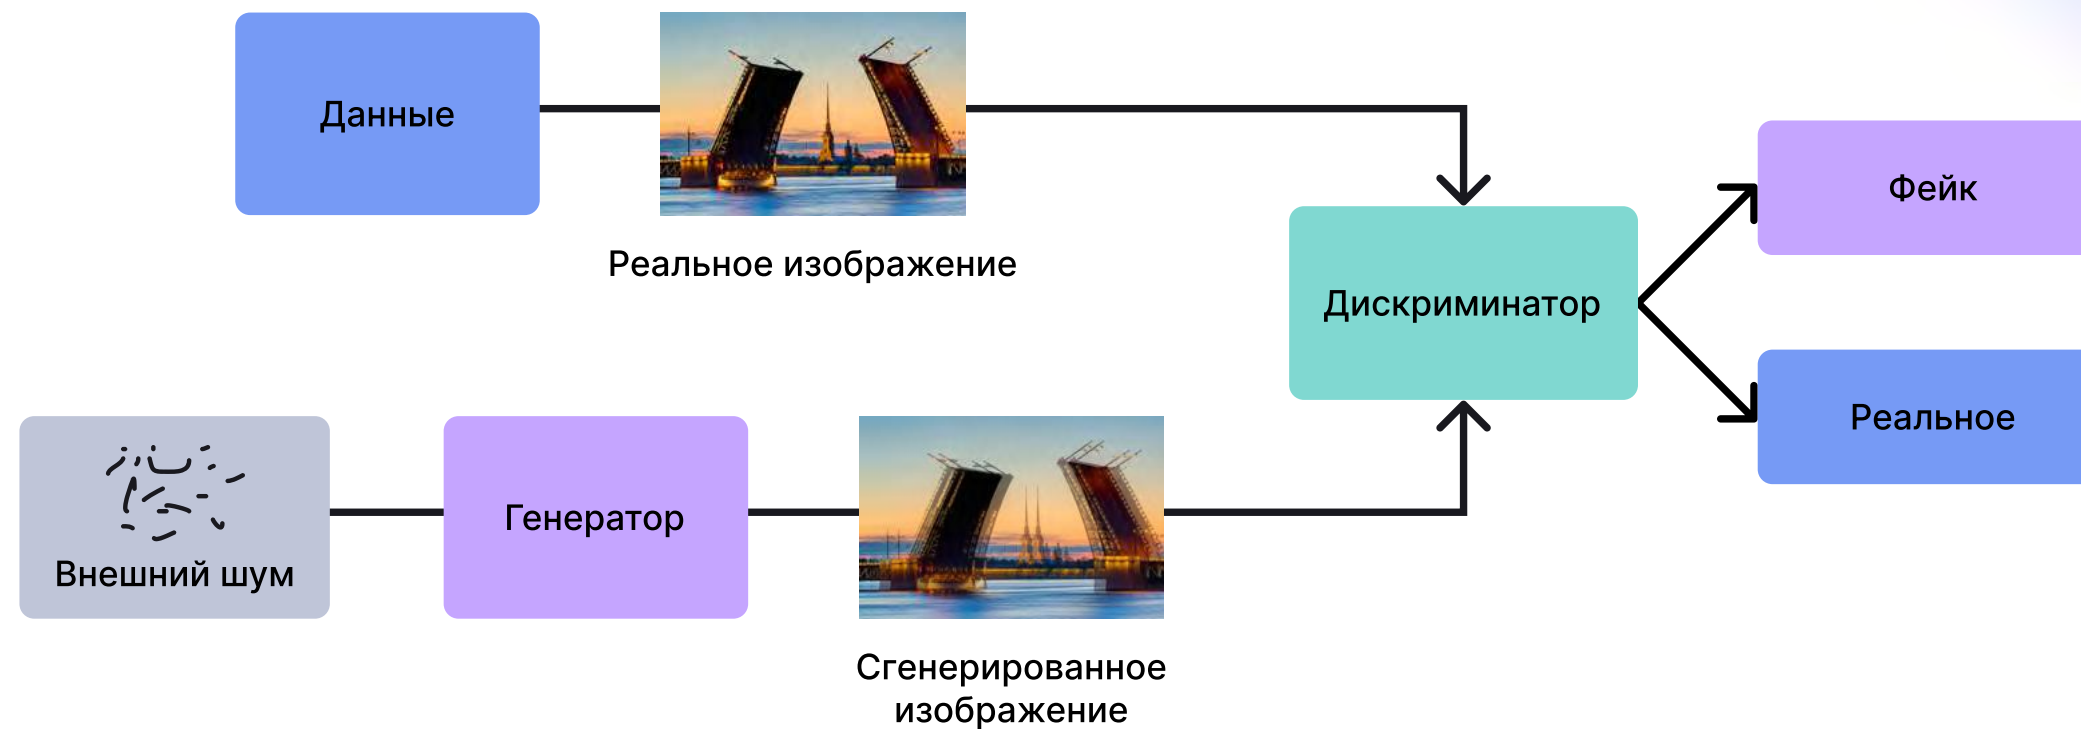 Данные
Реальное изображение
Фейк
Дискриминатор
Реальное
Внешний шум
Генератор
Сгенерированное
изображение